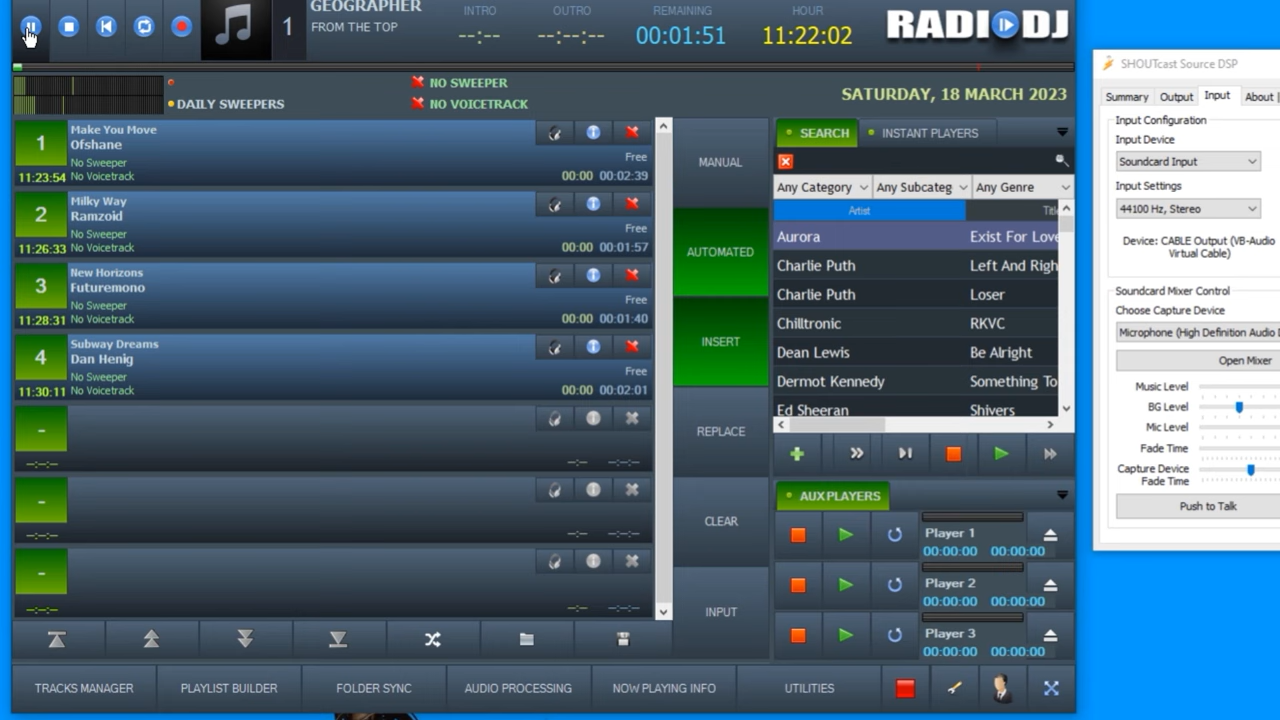 GEOGRAPHER
FROM THE TOP
1
INTRO
--:--
OUTRO
--:--:--
REMAINING
00:01:51
HOUR
11:22:02
RADIODJ
DAILY SWEEPERS
NO SWEEPER
NO VOICETRACK
SATURDAY, 18 MARCH 2023
1
11:23:54
Make You Move
Ofshane
No Sweeper
No Voicetrack
Free
00:00 00:02:39
2
11:26:33
Milky Way
Ramzoid
No Sweeper
No Voicetrack
Free
00:00 00:01:57
3
11:28:31
New Horizons
Futuremono
No Sweeper
No Voicetrack
Free
00:00 00:01:40
4
11:30:11
Subway Dreams
Dan Henig
No Sweeper
No Voicetrack
Free
00:00 00:02:01
-
--:--:--
--:-- --:--:--
-
--:--:--
--:-- --:--:--
-
--:--:--
--:-- --:--:--
MANUAL
AUTOMATED
INSERT
REPLACE
CLEAR
INPUT
SEARCH
INSTANT PLAYERS
Any Category
Any Subcateg
Any Genre
Artist
Titl
Aurora Exist For Love
Charlie Puth Left And Righ
Charlie Puth Loser
Chilltronic RKVC
Dean Lewis Be Alright
Dermot Kennedy Something To
Ed Sheeran Shivers
AUX PLAYERS
Player 1
00:00:00 00:00:00
Player 2
00:00:00 00:00:00
Player 3
00:00:00 00:00:00
TRACKS MANAGER
PLAYLIST BUILDER
FOLDER SYNC
AUDIO PROCESSING
NOW PLAYING INFO
UTILITIES
SHOUTcast Source DSP
Summary
Output
Input
About
Input Configuration
Input Device
Soundcard Input
Input Settings
44100 Hz, Stereo
Device: CABLE Output (VB-Audio
Virtual Cable)
Soundcard Mixer Control
Choose Capture Device
Microphone (High Definition Audio D
Open Mixer
Music Level
BG Level
Mic Level
Fade Time
Capture Device
Fade Time
Push to Talk